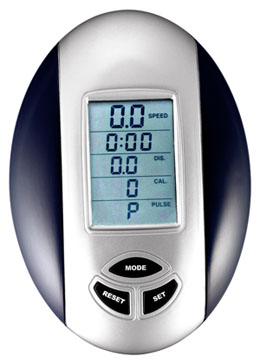 0.0 SPEED
0:00
0.0 DIS.
0 CAL.
P PULSE
MODE
RESET SET